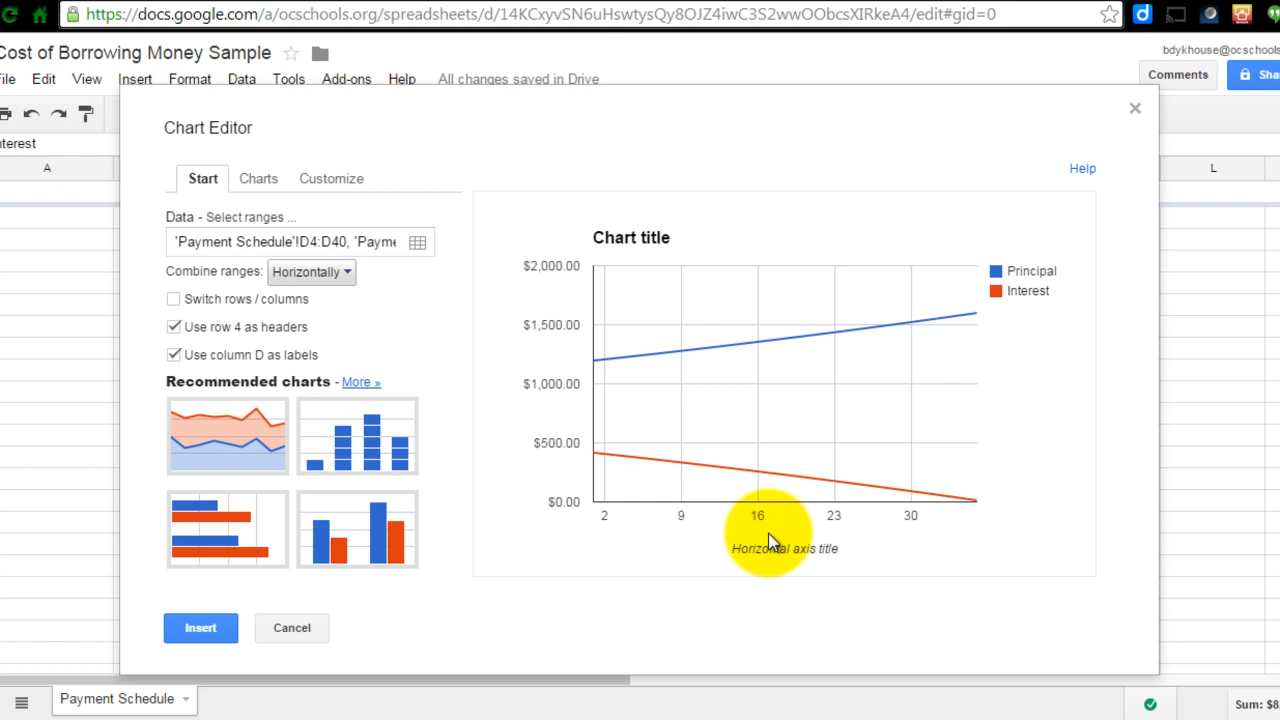 https://docs.google.com/a/ocschools.org/spreadsheets/d/14KCxyvSN6uHswtysQy8OJZ4iwC3S2wwOObcsXIRkeA4/edit#gid=0
Cost of Borrowing Money Sample
bdykhouse@ocschools
File Edit View Insert Format Data Tools Add-ons Help All changes saved in Drive
Comments
Sha
terest
A
L
Chart Editor
Start Charts Customize
Help
Data - Select ranges ...
'Payment Schedule'!D4:D40, 'Payme
Combine ranges: Horizontally
Switch rows / columns
Use row 4 as headers
Use column D as labels
Recommended charts - More »
Chart title
$2,000.00
$1,500.00
$1,000.00
$500.00
$0.00
2 9 16 23 30
Horizontal axis title
Principal
Interest
Insert Cancel
Payment Schedule
Sum: $8